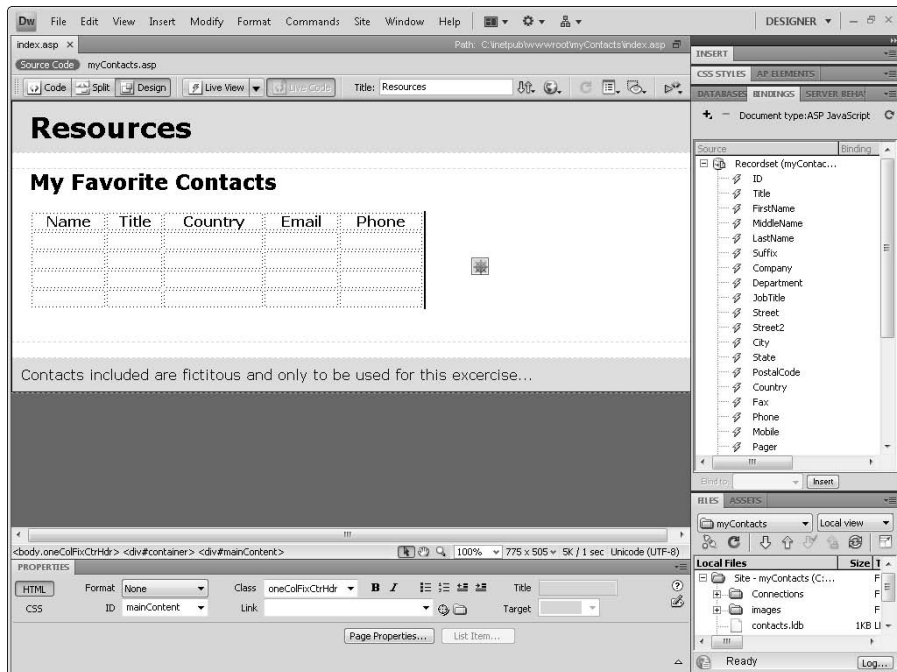 Dw File Edit View Insert Modify Format Commands Site Window Help DESIGNER
index.asp × Path: C:\inetpub\wwwroot\myContacts\index.asp
Source Code myContacts.asp
Code Split Design Live View Live Code Title: Resources
Resources
My Favorite Contacts
Name Title Country Email Phone
Contacts included are fictitous and only to be used for this excercise...
<body.oneColFixCtrHdr> <div#container> <div#mainContent> 100% 775 x 505 5K / 1 sec Unicode (UTF-8)
PROPERTIES
HTML Format None Class oneColFixCtrHdr B I Title
CSS ID mainContent Link Target
Page Properties... List Item...
INSERT
CSS STYLES AP ELEMENTS
DATABASES BINDINGS SERVER BEHA
Document type:ASP JavaScript
Source Binding
Recordset (myContac...
ID
Title
FirstName
MiddleName
LastName
Suffix
Company
Department
JobTitle
Street
Street2
City
State
PostalCode
Country
Fax
Phone
Mobile
Pager
Bind to: Insert
FILES ASSETS
myContacts Local view
Local Files Size T
Site - myContacts (C:... F
Connections F
images F
contacts.ldb 1KB LI
Ready Log...